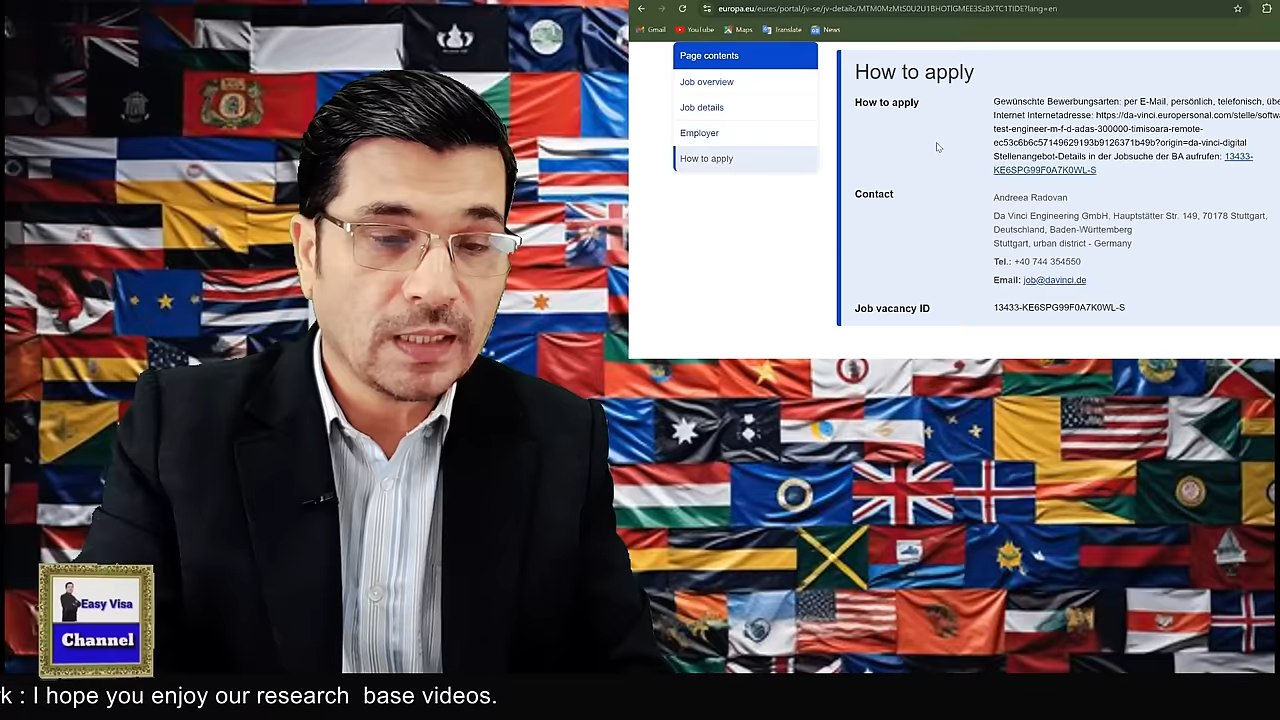 europa.eu/eures/portal/jv-se/jv-details/MTM0MzMtS0U2U1BHOTlGMEE3SzBXTC1TIDE?lang=en
Gmail YouTube Maps Translate News
Page contents
Job overview
Job details
Employer
How to apply
How to apply
How to apply
Gewünschte Bewerbungsarten: per E-Mail, persönlich, telefonisch, üb
Internet Internetadresse: https://da-vinci.europersonal.com/stelle/softw
test-engineer-m-f-d-adas-300000-timisoara-remote-
ec53c6b6c57149629193b9126371b49b?origin=da-vinci-digital
Stellenangebot-Details in der Jobsuche der BA aufrufen: 13433-
KE6SPG99F0A7K0WL-S
Contact
Andreea Radovan
Da Vinci Engineering GmbH, Hauptstätter Str. 149, 70178 Stuttgart,
Deutschland, Baden-Württemberg
Stuttgart, urban district - Germany
Tel.: +40 744 354550
Email: job@davinci.de
Job vacancy ID
13433-KE6SPG99F0A7K0WL-S
Easy Visa
Channel
k : I hope you enjoy our research base videos.